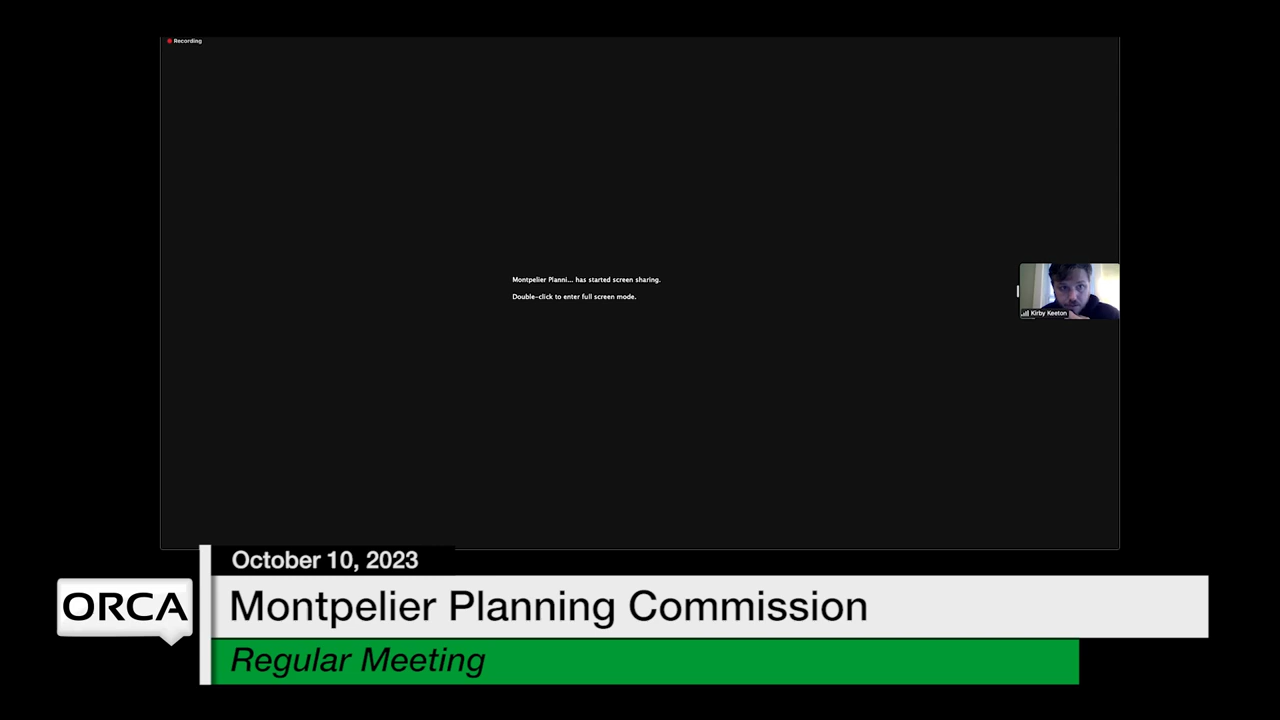 Recording
Montpelier Planni... has started screen sharing.
Double-click to enter full screen mode.
Kirby Keeton
October 10, 2023
ORCA
Montpelier Planning Commission
Regular Meeting